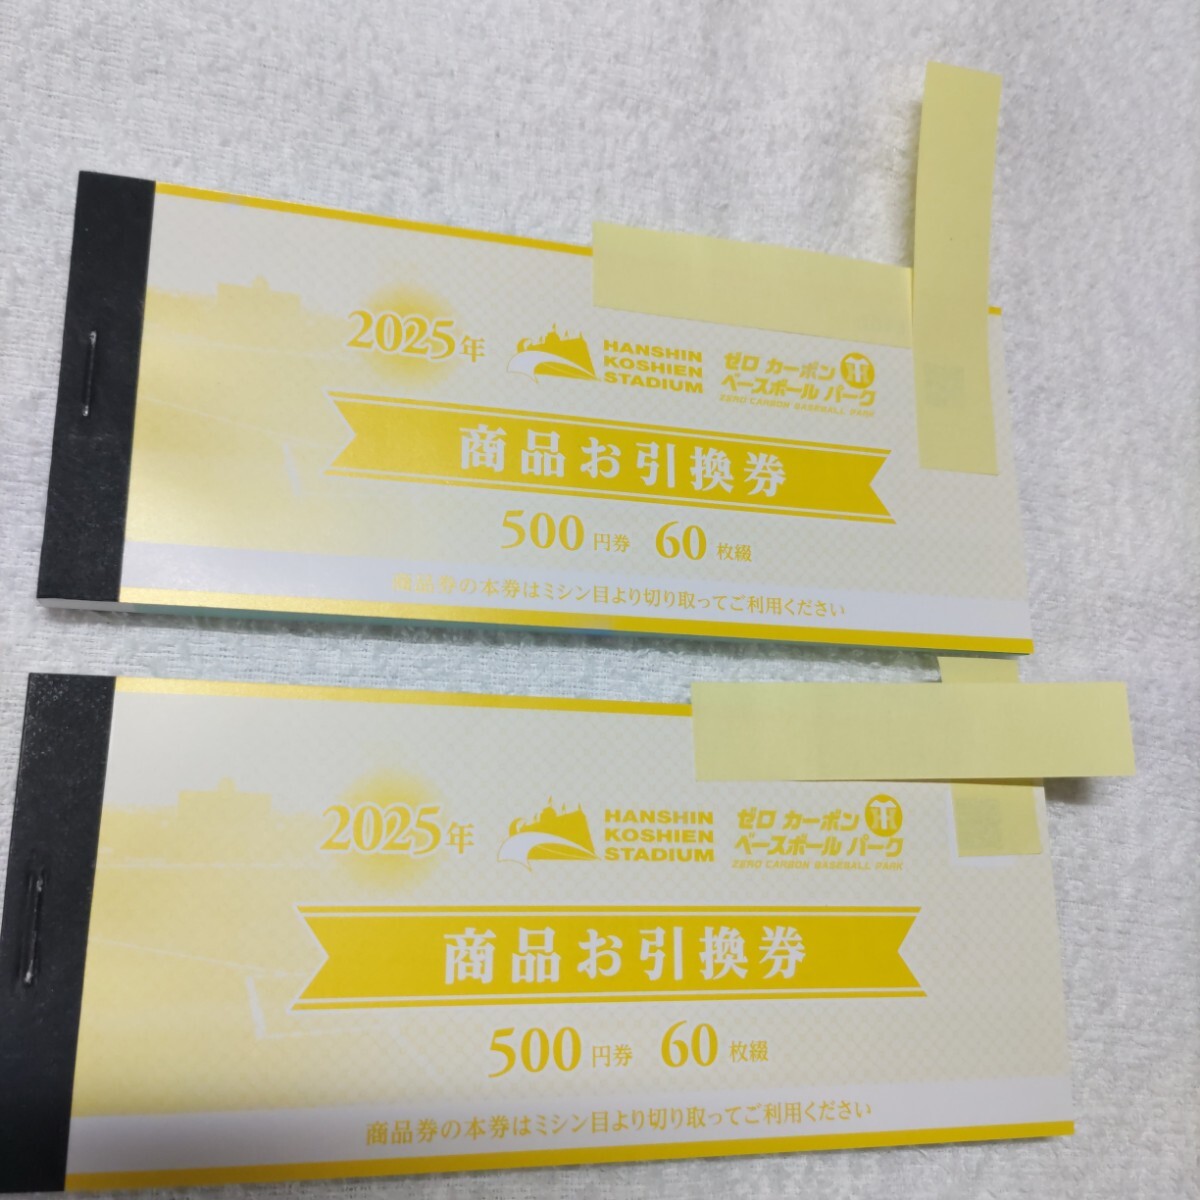 2025年
HANSHIN
KOSHIEN
STADIUM
ゼロ カーボン
ベースボール パーク
ZERO CARBON BASEBALL PARK
商品お引換券
500円券 60枚綴
商品券の本券はミシン目より切り取ってご利用ください
2025年
HANSHIN
KOSHIEN
STADIUM
ゼロ カーボン
ベースボール パーク
ZERO CARBON BASEBALL PARK
商品お引換券
500円券 60枚綴
商品券の本券はミシン目より切り取ってご利用ください